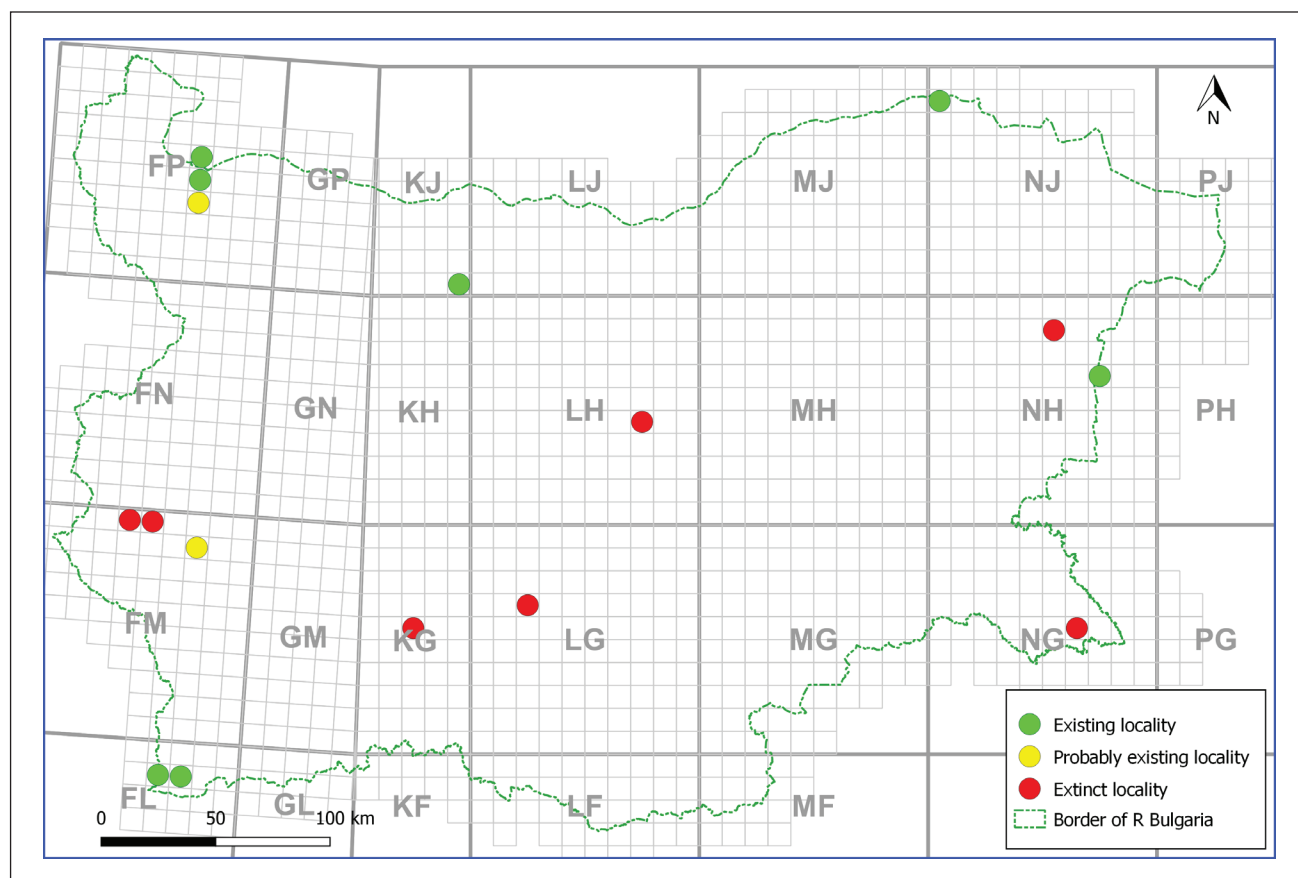 N
FP
GP
KJ
LJ
MJ
NJ
PJ
FN
GN
KH
LH
MH
NH
PH
FM
GM
KG
LG
MG
NG
PG
FL
GL
KF
LF
MF
Existing locality
Probably existing locality
Extinct locality
Border of R Bulgaria
0 50 100 km